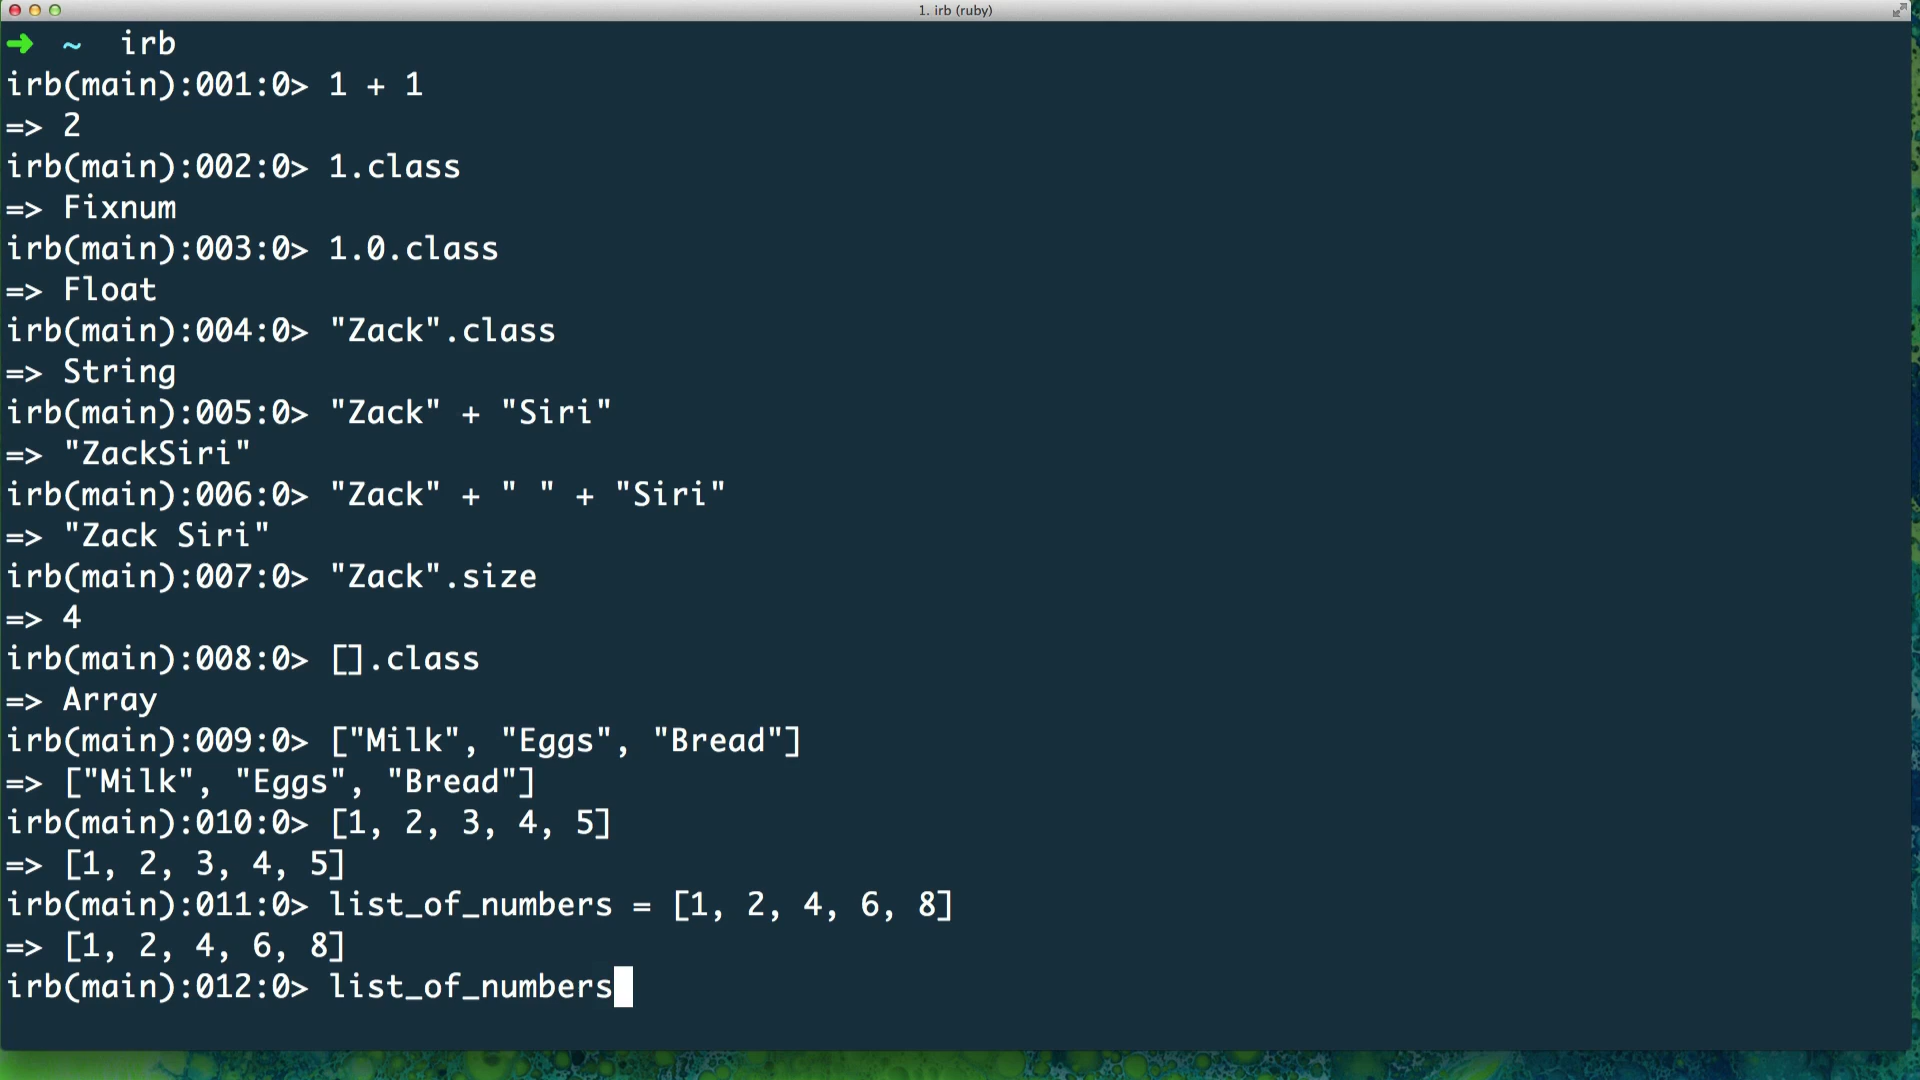 1. irb (ruby)
➜ ~ irb
irb(main):001:0> 1 + 1
=> 2
irb(main):002:0> 1.class
=> Fixnum
irb(main):003:0> 1.0.class
=> Float
irb(main):004:0> "Zack".class
=> String
irb(main):005:0> "Zack" + "Siri"
=> "ZackSiri"
irb(main):006:0> "Zack" + " " + "Siri"
=> "Zack Siri"
irb(main):007:0> "Zack".size
=> 4
irb(main):008:0> [].class
=> Array
irb(main):009:0> ["Milk", "Eggs", "Bread"]
=> ["Milk", "Eggs", "Bread"]
irb(main):010:0> [1, 2, 3, 4, 5]
=> [1, 2, 3, 4, 5]
irb(main):011:0> list_of_numbers = [1, 2, 4, 6, 8]
=> [1, 2, 4, 6, 8]
irb(main):012:0> list_of_numbers